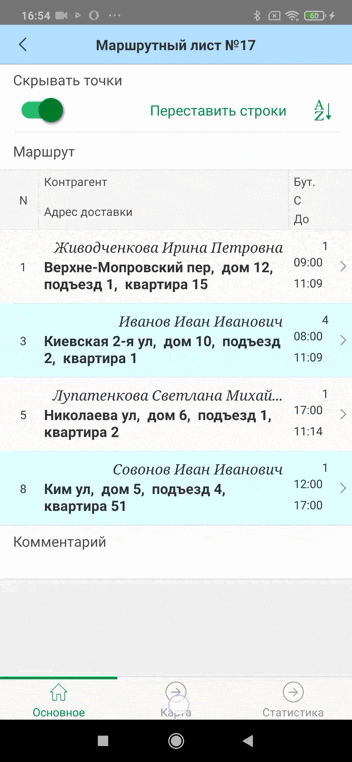 16:54 ··· 60
Маршрутный лист №17
Скрывать точки
Переставить строки
A
Z
Маршрут
N Контрагент Бут.
С
Адрес доставки
До
Живодченкова Ирина Петровна 1
1 Верхне-Мопровский пер, дом 12, 09:00
подъезд 1, квартира 15 11:09
Иванов Иван Иванович 4
3 Киевская 2-я ул, дом 10, подъезд 08:00
2, квартира 1 11:09
Лупатенкова Светлана Михай... 1
5 Николаева ул, дом 6, подъезд 1, 17:00
квартира 2 11:14
Совонов Иван Иванович 1
8 Ким ул, дом 5, подъезд 4, 12:00
квартира 51 17:00
Комментарий
Основное Карта Статистика